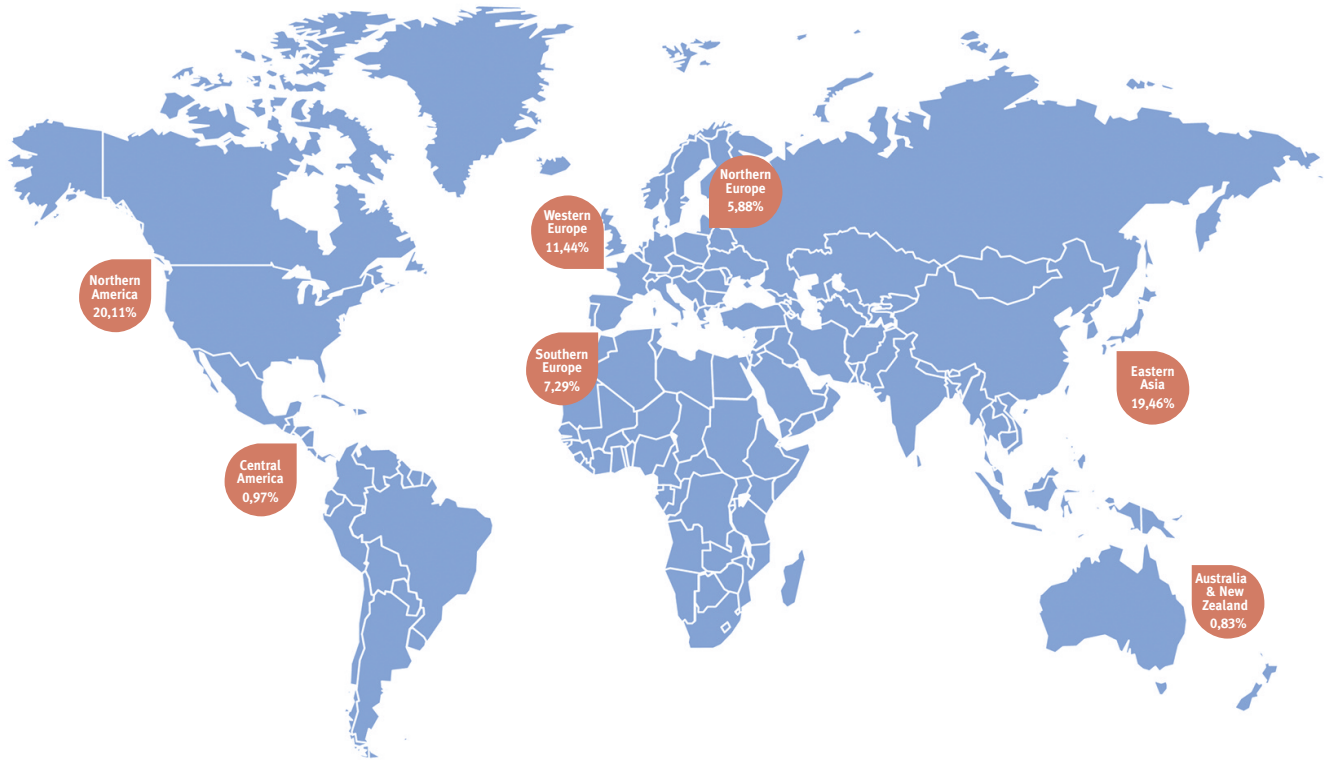 Northern
Europe
5,88%
Western
Europe
11,44%
Northern
America
20,11%
Southern
Europe
7,29%
Eastern
Asia
19,46%
Central
America
0,97%
Australia
& New
Zealand
0,83%